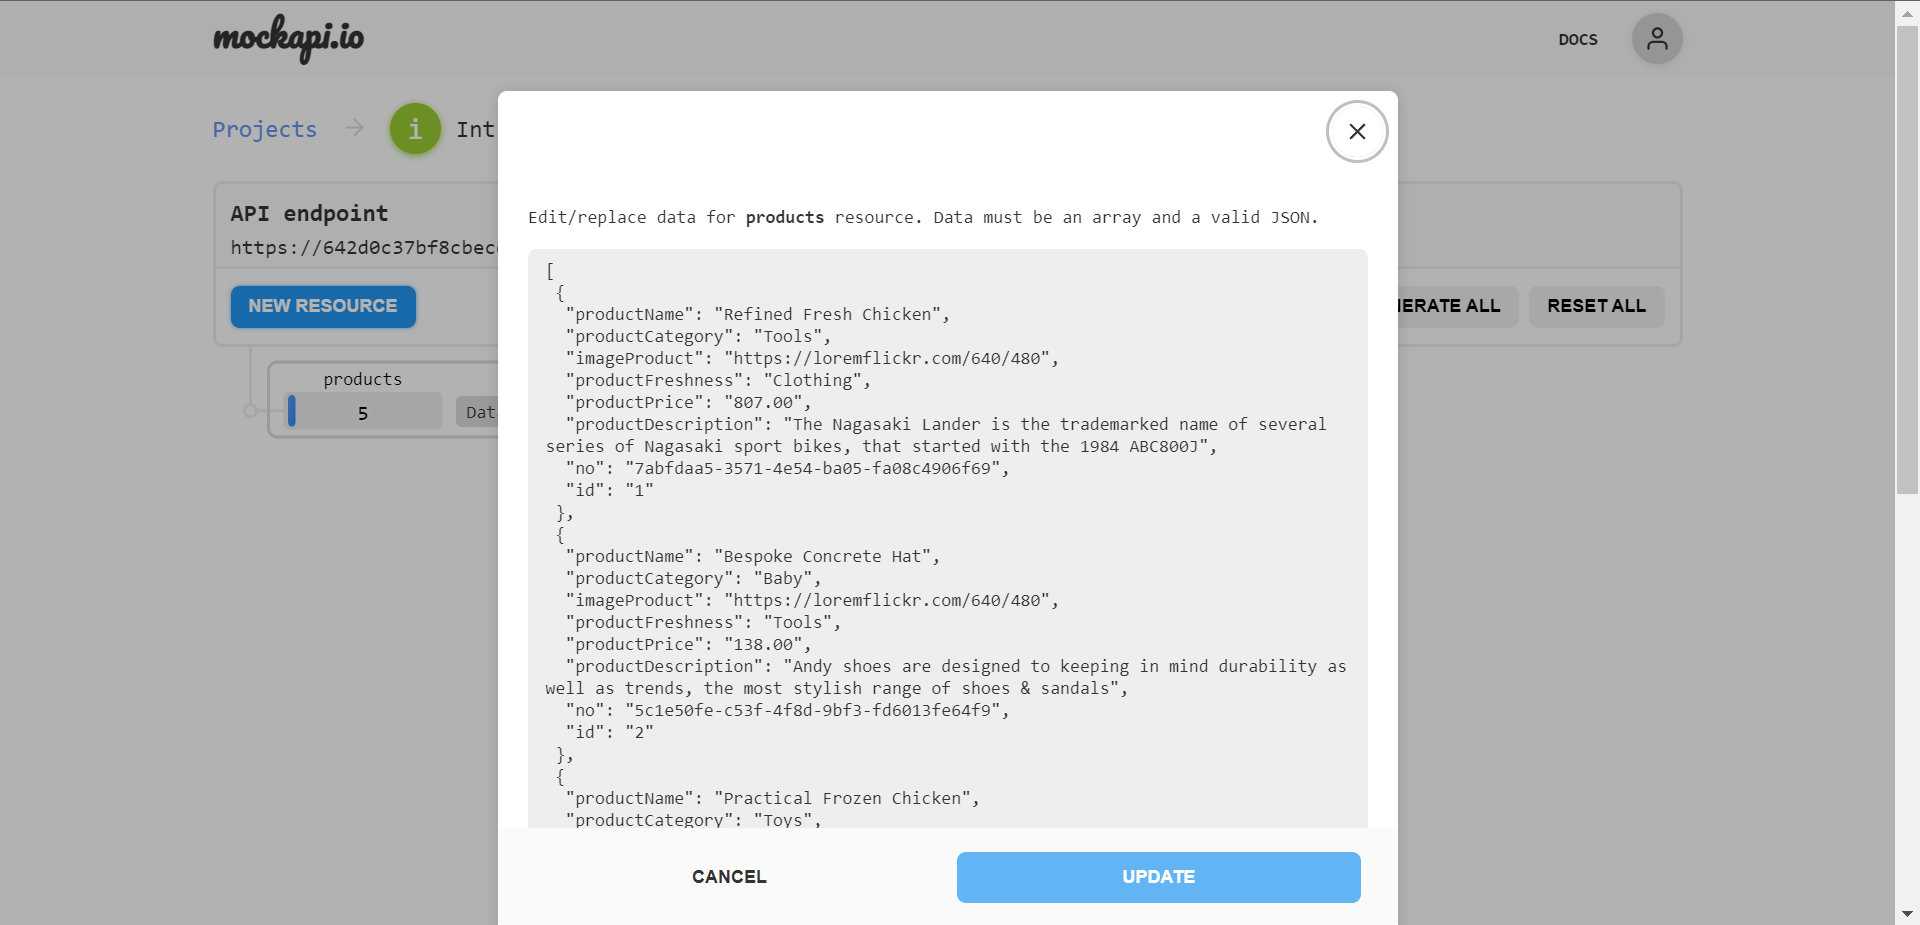 mockapi.io
DOCS
Projects
i
Int
API endpoint
https://642d0c37bf8cbec
NEW RESOURCE
ERATE ALL
RESET ALL
products
5
Dat
Edit/replace data for products resource. Data must be an array and a valid JSON.
[
{
"productName": "Refined Fresh Chicken",
"productCategory": "Tools",
"imageProduct": "https://loremflickr.com/640/480",
"productFreshness": "Clothing",
"productPrice": "807.00",
"productDescription": "The Nagasaki Lander is the trademarked name of several
series of Nagasaki sport bikes, that started with the 1984 ABC800J",
"no": "7abfdaa5-3571-4e54-ba05-fa08c4906f69",
"id": "1"
},
{
"productName": "Bespoke Concrete Hat",
"productCategory": "Baby",
"imageProduct": "https://loremflickr.com/640/480",
"productFreshness": "Tools",
"productPrice": "138.00",
"productDescription": "Andy shoes are designed to keeping in mind durability as
well as trends, the most stylish range of shoes & sandals",
"no": "5c1e50fe-c53f-4f8d-9bf3-fd6013fe64f9",
"id": "2"
},
{
"productName": "Practical Frozen Chicken",
"productCategory": "Toys",
CANCEL
UPDATE